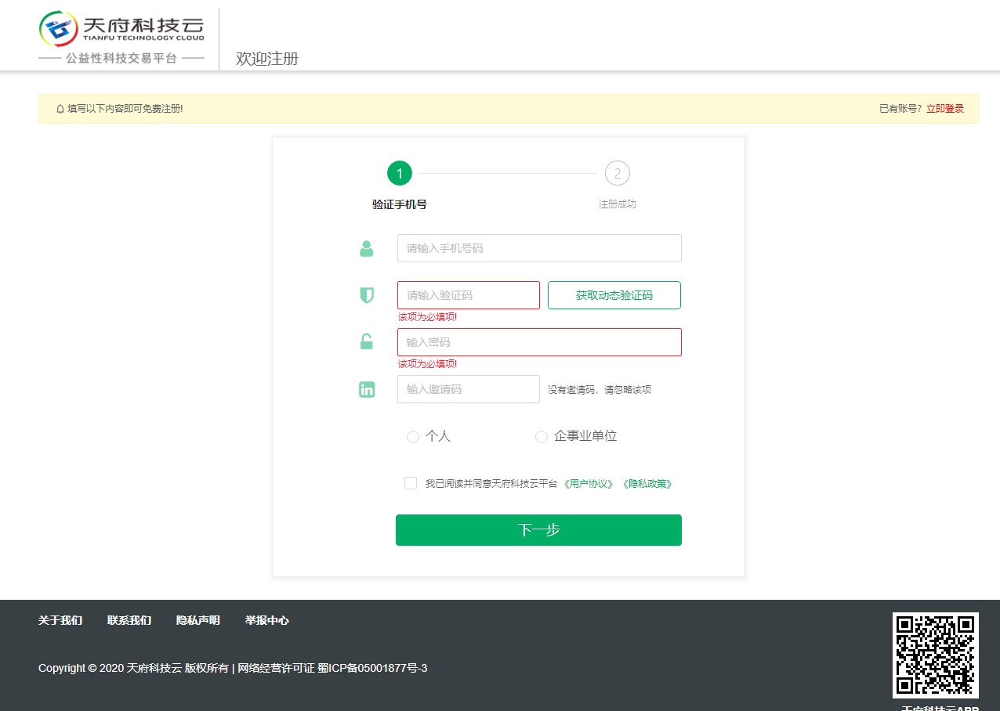 天府科技云
TIANFU TECHNOLOGY CLOUD
公益性科技交易平台
欢迎注册
填写以下内容即可免费注册!
已有账号? 立即登录
1
2
验证手机号
注册成功
请输入手机号码
请输入验证码
获取动态验证码
该项为必填项!
输入密码
该项为必填项!
in
输入邀请码
没有邀请码，请忽略该项
个人
企事业单位
我已阅读并同意天府科技云平台 《用户协议》 《隐私政策》
下一步
关于我们 联系我们 隐私声明 举报中心
Copyright © 2020 天府科技云 版权所有 | 网络经营许可证 蜀ICP备05001877号-3
天府科技云APP